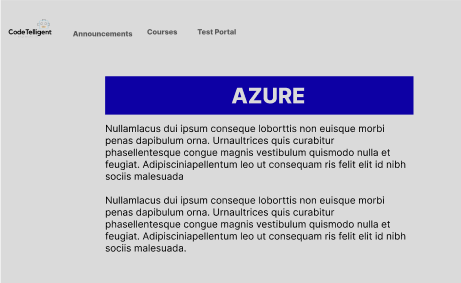 CodeTelligent
Announcements Courses Test Portal
AZURE
Nullamlacus dui ipsum conseque loborttis non euisque morbi
penas dapibulum orna. Urnaultrices quis curabitur
phasellentesque congue magnis vestibulum quismodo nulla et
feugiat. Adipisciniapellentum leo ut consequam ris felit elit id nibh
sociis malesuada
Nullamlacus dui ipsum conseque loborttis non euisque morbi
penas dapibulum orna. Urnaultrices quis curabitur
phasellentesque congue magnis vestibulum quismodo nulla et
feugiat. Adipisciniapellentum leo ut consequam ris felit elit id nibh
sociis malesuada.